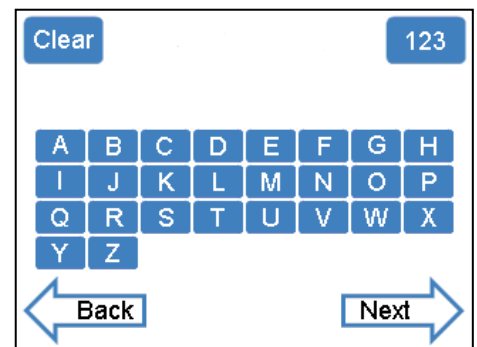 Clear 123
A B C D E F G H
I J K L M N O P
Q R S T U V W X
Y Z
Back Next